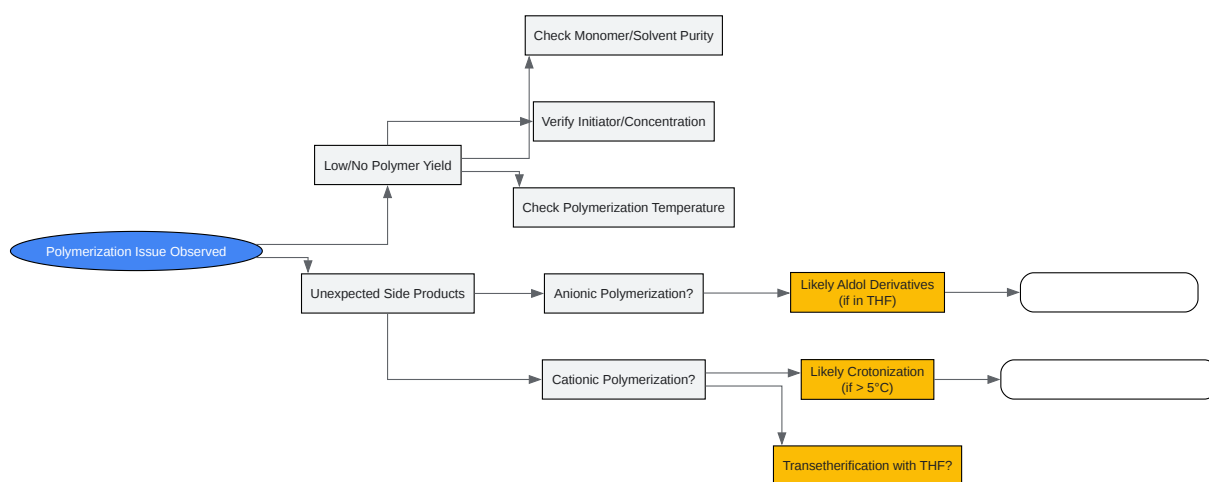 Check Monomer/Solvent Purity
Verify Initiator/Concentration
Low/No Polymer Yield
Check Polymerization Temperature
Polymerization Issue Observed
Unexpected Side Products
Anionic Polymerization?
Likely Aldol Derivatives
(if in THF)
Cationic Polymerization?
Likely Crotonization
(if > 5°C)
Transetherification with THF?